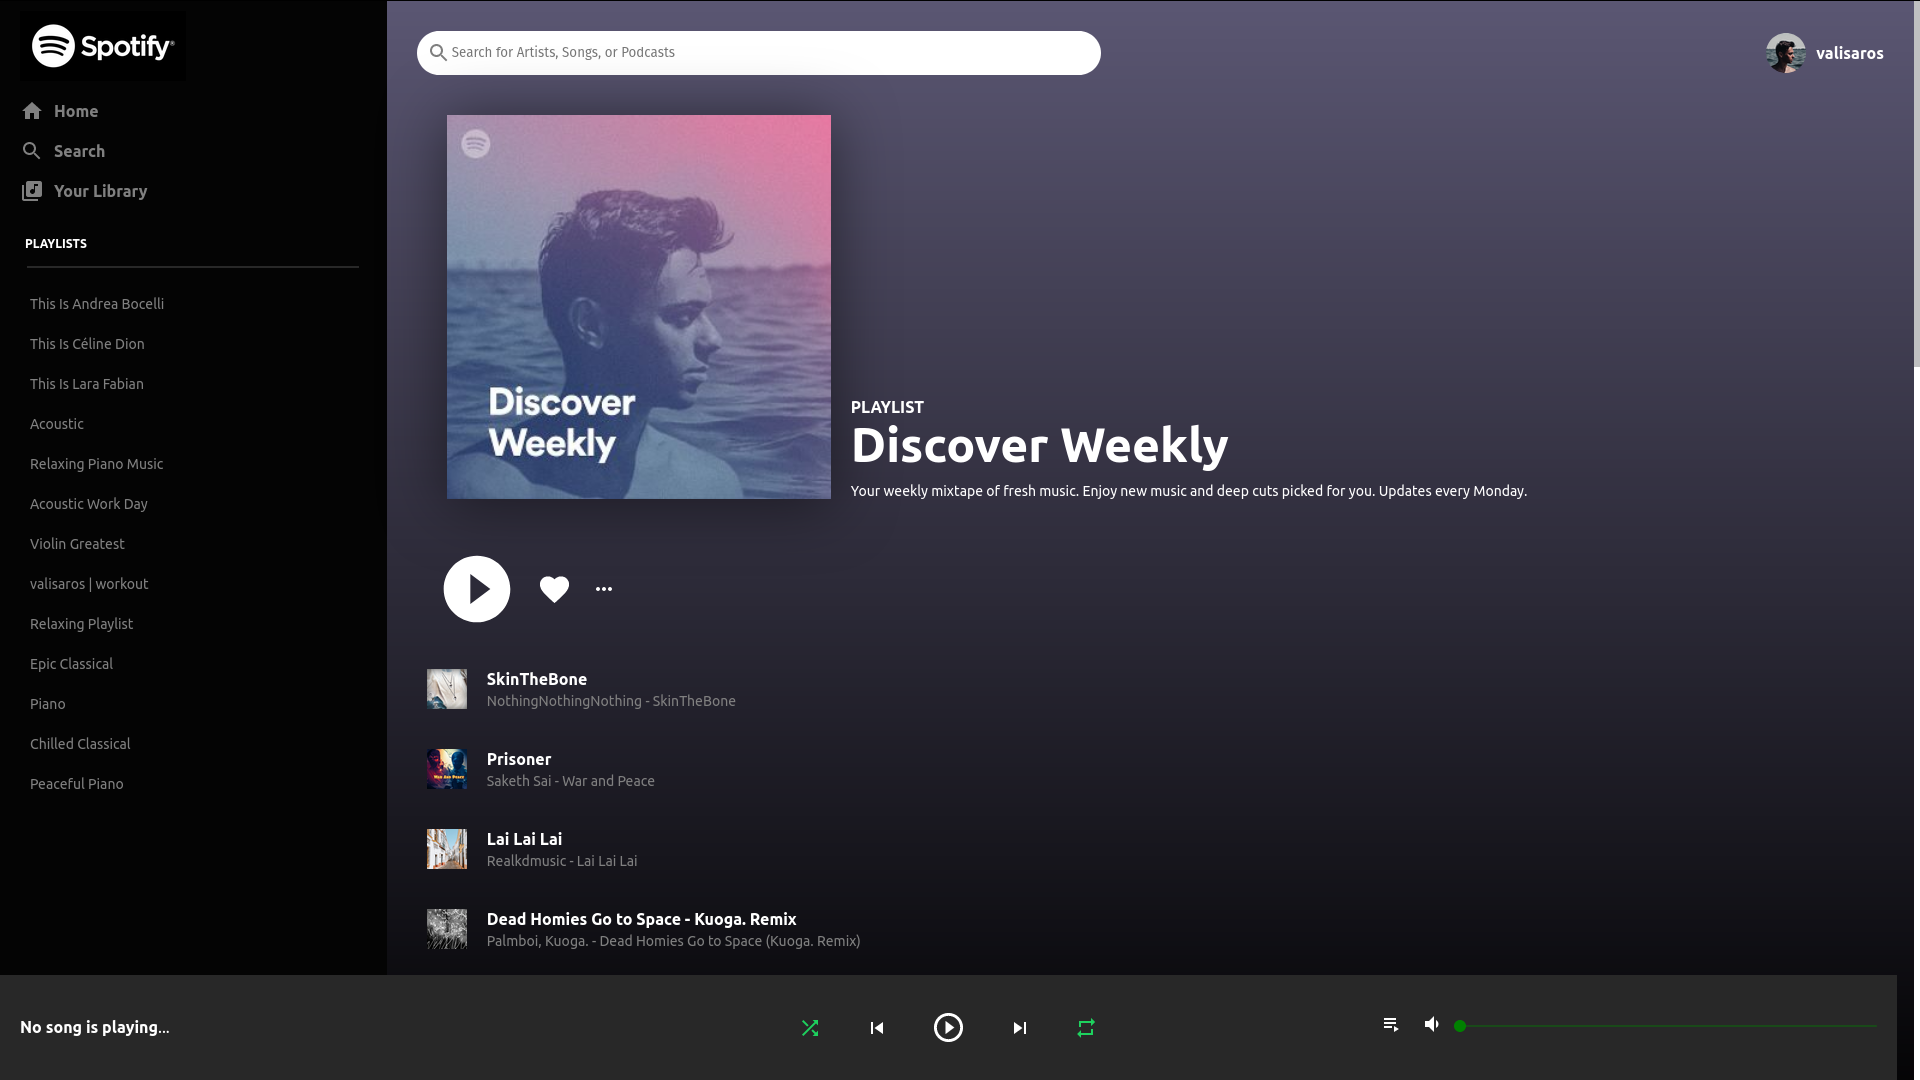 Spotify®
Home
Search
Your Library
PLAYLISTS
This Is Andrea Bocelli
This Is Céline Dion
This Is Lara Fabian
Acoustic
Relaxing Piano Music
Acoustic Work Day
Violin Greatest
valisaros | workout
Relaxing Playlist
Epic Classical
Piano
Chilled Classical
Peaceful Piano
Search for Artists, Songs, or Podcasts
valisaros
Discover
Weekly
PLAYLIST
Discover Weekly
Your weekly mixtape of fresh music. Enjoy new music and deep cuts picked for you. Updates every Monday.
SkinTheBone
NothingNothingNothing - SkinTheBone
Prisoner
Saketh Sai - War and Peace
War And Peace
Lai Lai Lai
Realkdmusic - Lai Lai Lai
Dead Homies Go to Space - Kuoga. Remix
Palmboi, Kuoga. - Dead Homies Go to Space (Kuoga. Remix)
No song is playing...